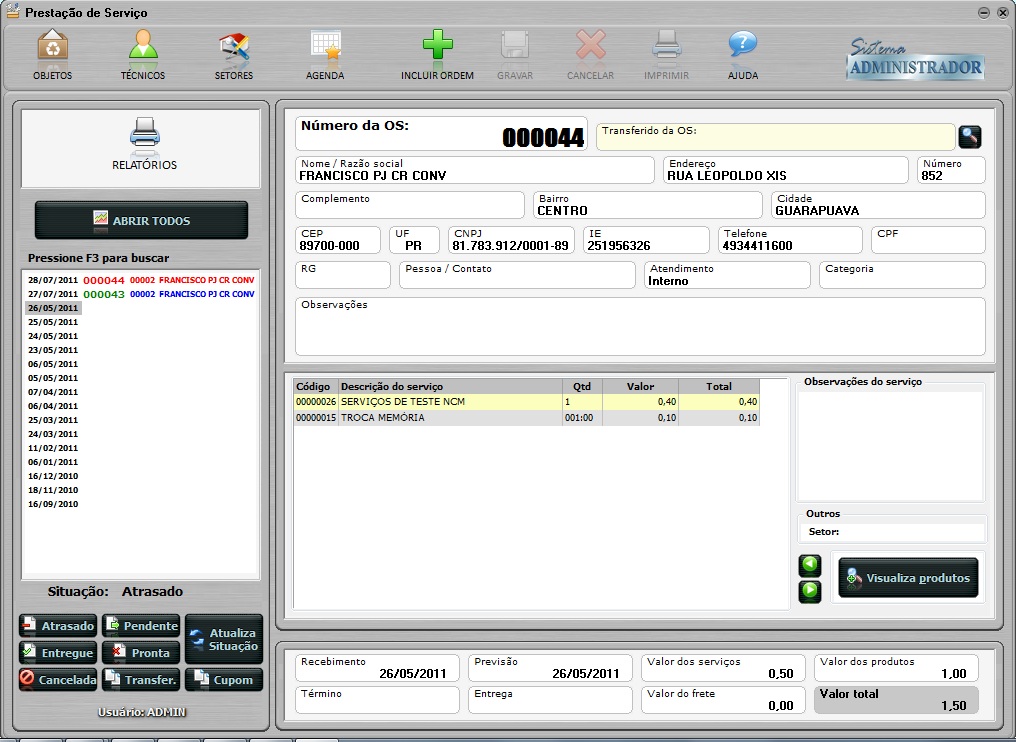 Prestação de Serviço
OBJETOS TÉCNICOS SETORES AGENDA INCLUIR ORDEM GRAVAR CANCELAR IMPRIMIR AJUDA
Sistema
ADMINISTRADOR
RELATÓRIOS
ABRIR TODOS
Pressione F3 para buscar
28/07/2011 000044 00002 FRANCISCO PJ CR CONV
27/07/2011 000043 00002 FRANCISCO PJ CR CONV
26/05/2011
25/05/2011
24/05/2011
23/05/2011
06/05/2011
05/05/2011
07/04/2011
06/04/2011
25/03/2011
24/03/2011
11/02/2011
06/01/2011
16/12/2010
18/11/2010
16/09/2010
Situação: Atrasado
Atrasado Pendente Atualiza Situação
Entregue Pronta
Cancelada Transfer. Cupom
Usuário: ADMIN
Número da OS: 000044 Transferido da OS:
Nome / Razão social Endereço Número
FRANCISCO PJ CR CONV RUA LEOPOLDO XIS 852
Complemento Bairro Cidade
CENTRO GUARAPUAVA
CEP UF CNPJ IE Telefone CPF
89700-000 PR 81.783.912/0001-89 251956326 4934411600
RG Pessoa / Contato Atendimento Categoria
Interno
Observações
Código Descrição do serviço Qtd Valor Total
00000026 SERVIÇOS DE TESTE NCM 1 0,40 0,40
00000015 TROCA MEMÓRIA 001:00 0,10 0,10
Observações do serviço
Outros
Setor:
Visualiza produtos
Recebimento Previsão Valor dos serviços Valor dos produtos
26/05/2011 26/05/2011 0,50 1,00
Término Entrega Valor do frete Valor total
0,00 1,50